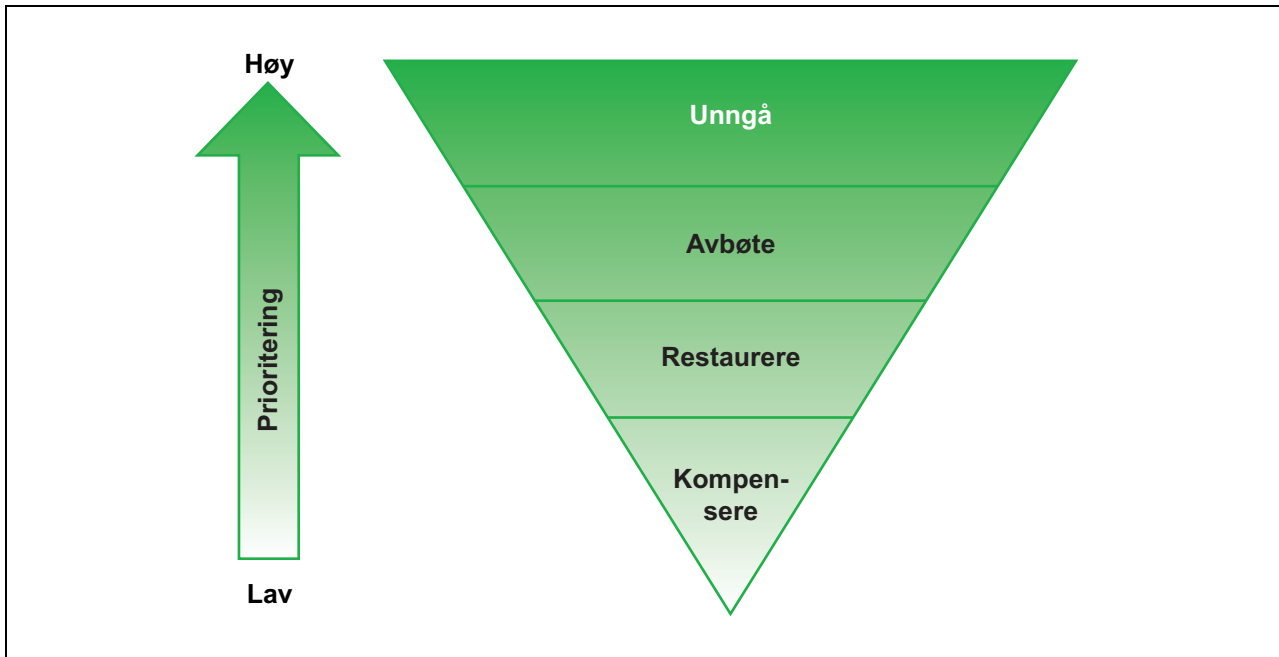 Høy
Unngå
Avbøte
Prioritering
Restaurere
Kompen-
sere
Lav